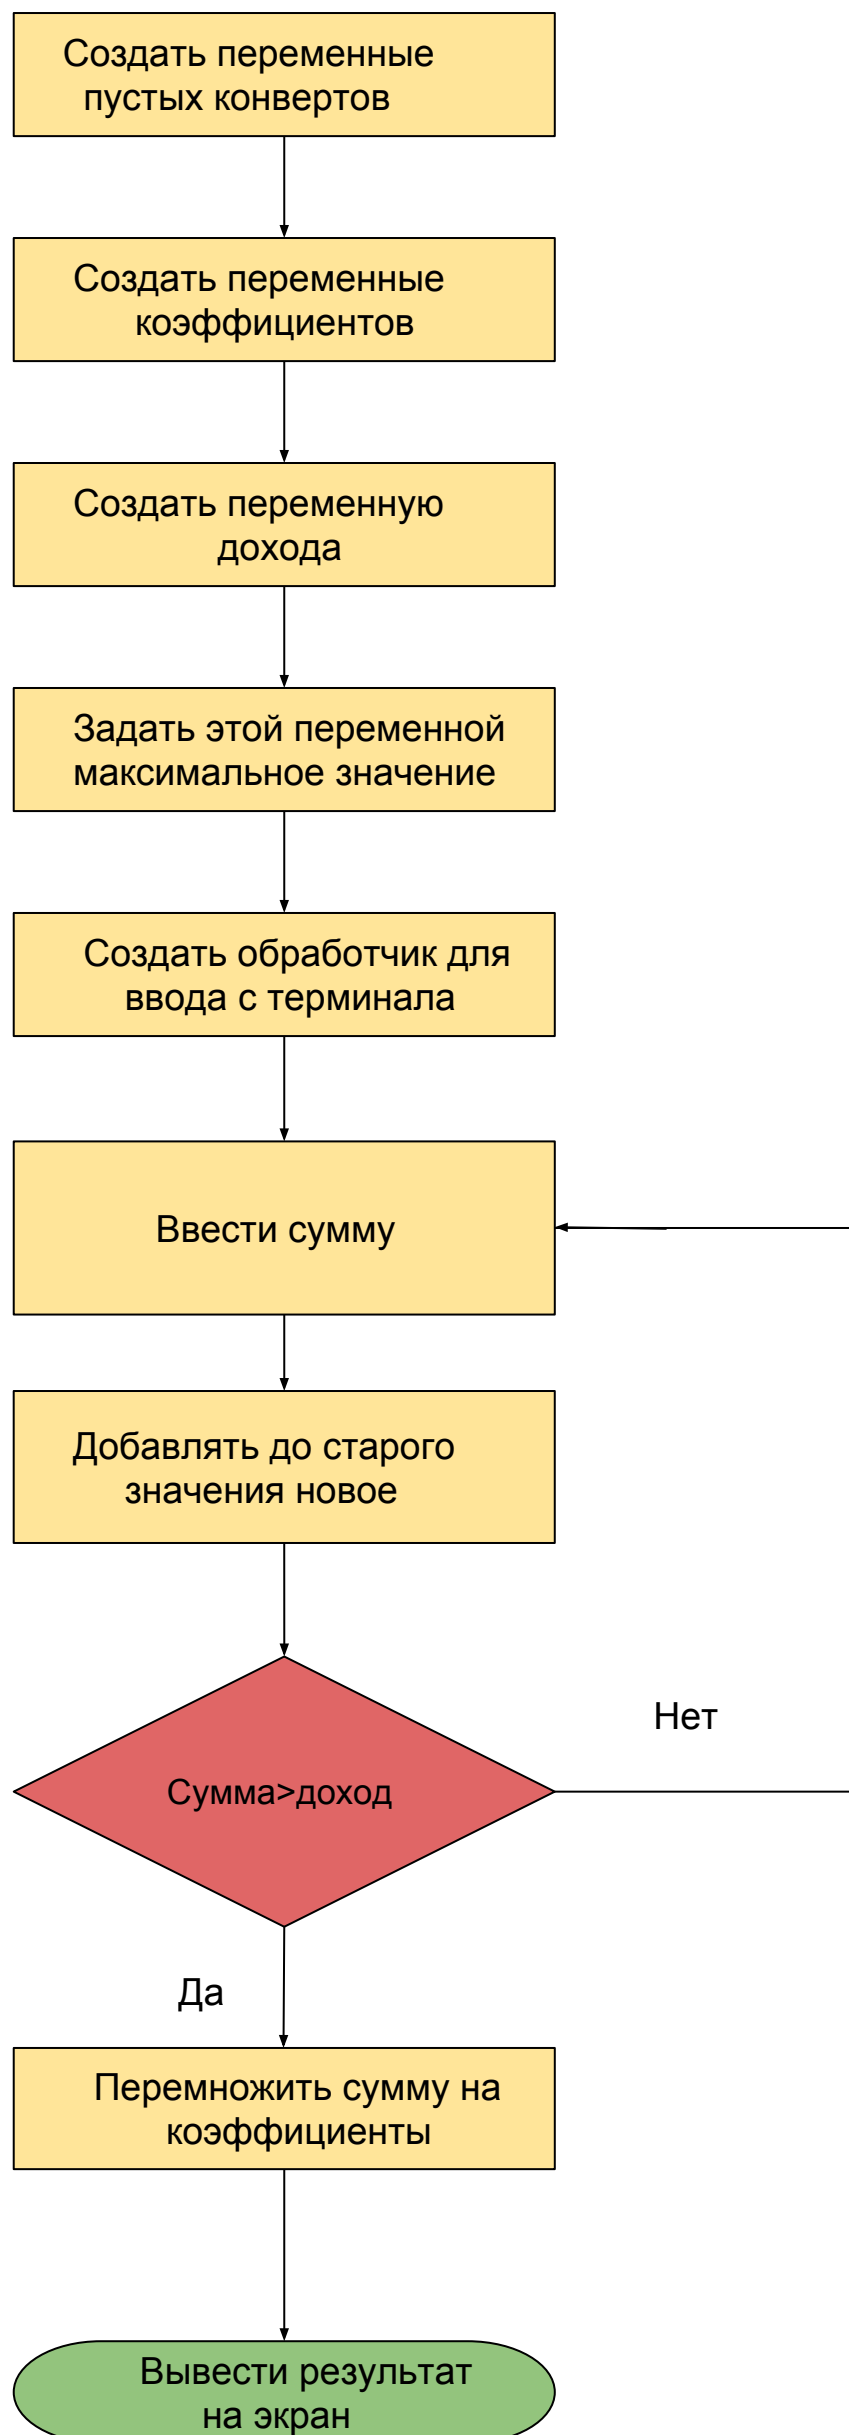 Создать переменные
пустых конвертов
Создать переменные
коэффициентов
Создать переменную
дохода
Задать этой переменной
максимальное значение
Создать обработчик для
ввода с терминала
Ввести сумму
Добавлять до старого
значения новое
Нет
Сумма>доход
Да
Перемножить сумму на
коэффициенты
Вывести результат
на экран